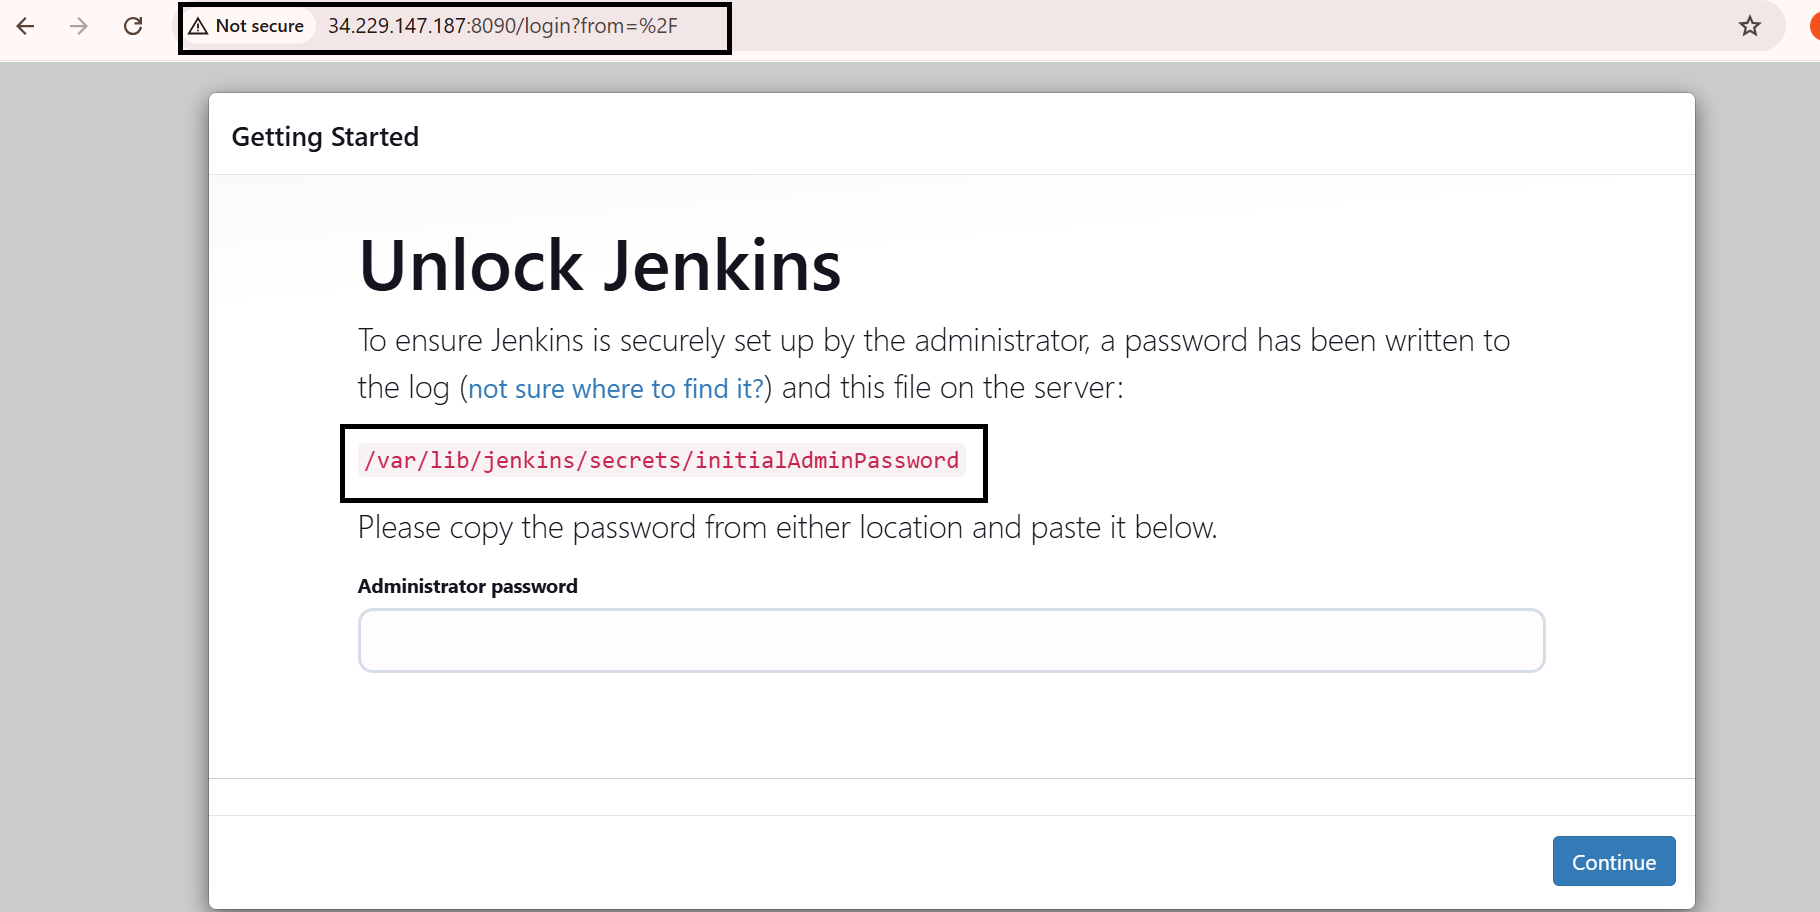 Not secure 34.229.147.187:8090/login?from=%2F
Getting Started
Unlock Jenkins
To ensure Jenkins is securely set up by the administrator, a password has been written to
the log (not sure where to find it?) and this file on the server:
/var/lib/jenkins/secrets/initialAdminPassword
Please copy the password from either location and paste it below.
Administrator password
Continue